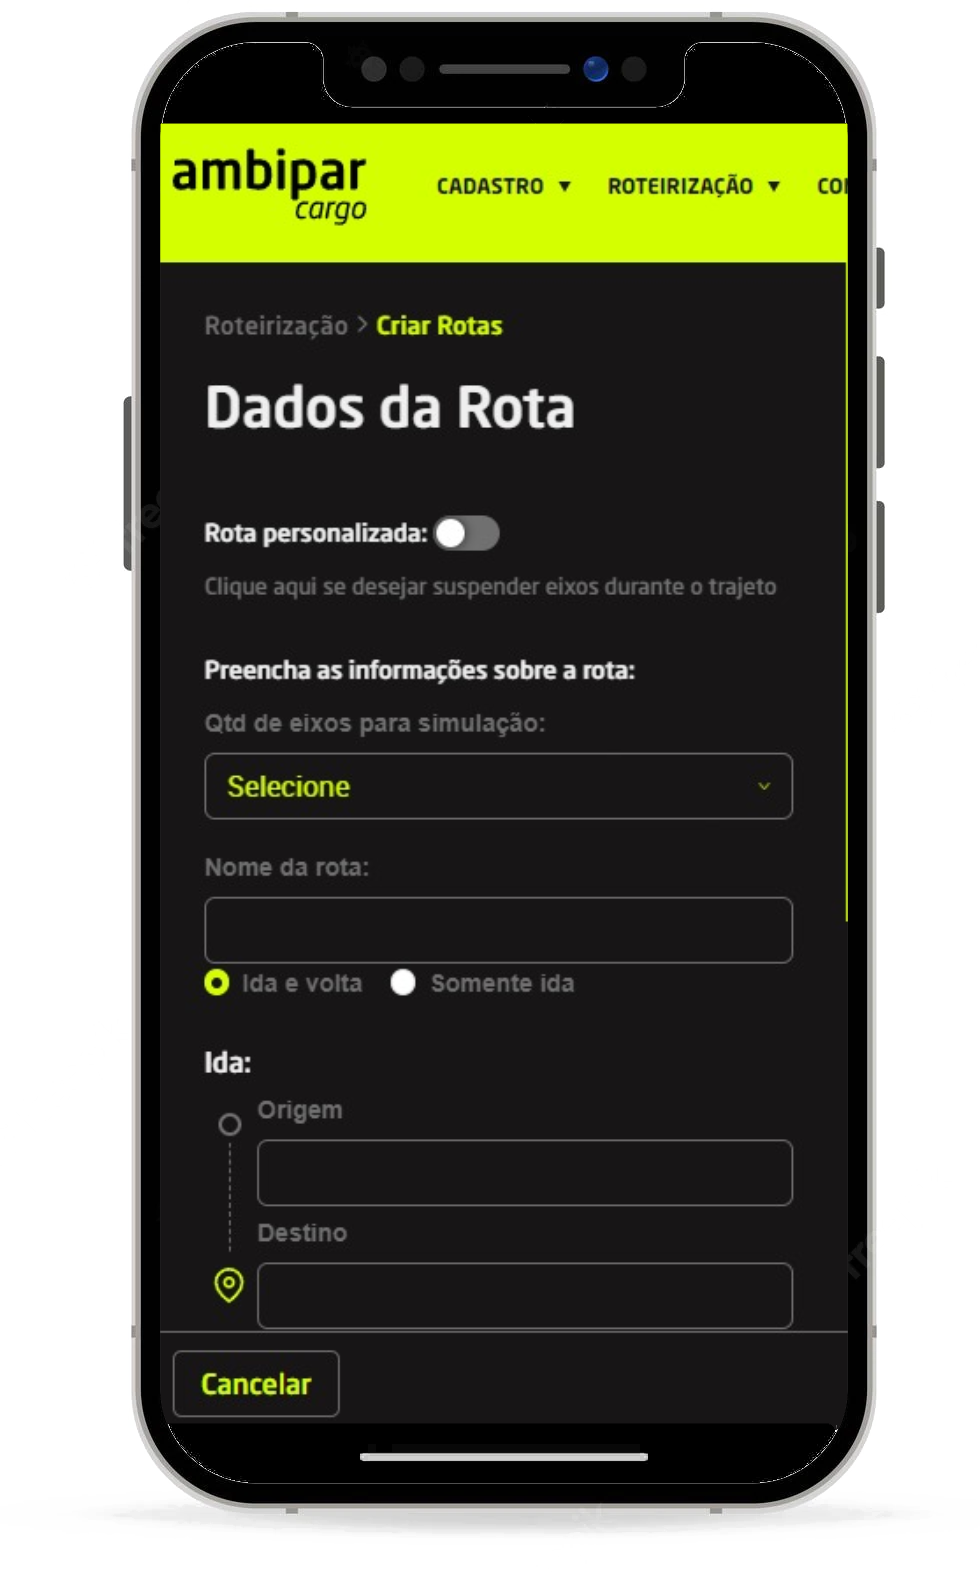 ambipar
cargo
CADASTRO ▼ ROTEIRIZAÇÃO ▼
Roteirização > Criar Rotas
Dados da Rota
Rota personalizada:
Clique aqui se desejar suspender eixos durante o trajeto
Preencha as informações sobre a rota:
Qtd de eixos para simulação:
Selecione
Nome da rota:
Ida e volta Somente ida
Ida:
Origem
Destino
Cancelar